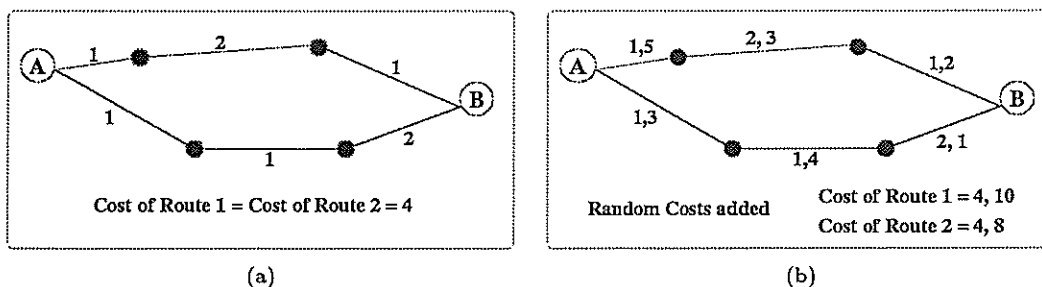 A
1
2
1
B
1
1
2
Cost of Route 1 = Cost of Route 2 = 4
(a)
A
1,5
2, 3
1,2
B
1,3
1,4
2, 1
Random Costs added
Cost of Route 1 = 4, 10
Cost of Route 2 = 4, 8
(b)